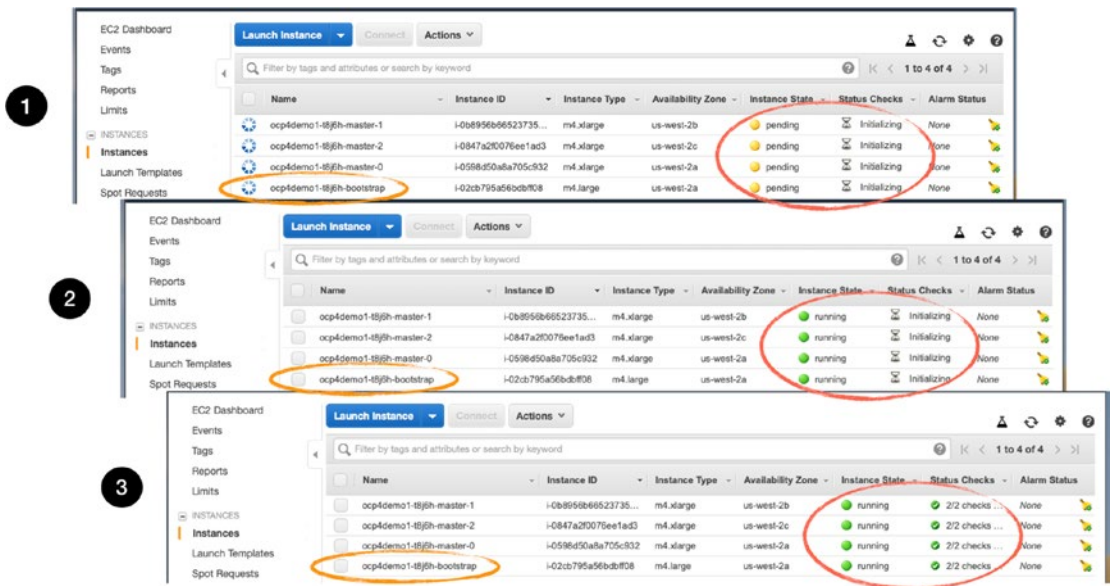 1
EC2 Dashboard
Events
Tags
Reports
Limits
INSTANCES
Instances
Launch Templates
Spot Requests
Launch Instance Connect Actions
Filter by tags and attributes or search by keyword 1 to 4 of 4
Name Instance ID Instance Type Availability Zone Instance State Status Checks Alarm Status
ocp4demo1-t8j6h-master-1 i-0b8956b66523735... m4.xlarge us-west-2b pending Initializing None
ocp4demo1-t8j6h-master-2 i-0847a2f0076ee1ad3 m4.xlarge us-west-2c pending Initializing None
ocp4demo1-t8j6h-master-0 i-0598d50a8a705c932 m4.xlarge us-west-2a pending Initializing None
ocp4demo1-t8j6h-bootstrap i-02cb795a56bdbff08 m4.large us-west-2a pending Initializing None
2
EC2 Dashboard
Events
Tags
Reports
Limits
INSTANCES
Instances
Launch Templates
Spot Requests
Launch Instance Connect Actions
Filter by tags and attributes or search by keyword 1 to 4 of 4
Name Instance ID Instance Type Availability Zone Instance State Status Checks Alarm Status
ocp4demo1-t8j6h-master-1 i-0b8956b66523735... m4.xlarge us-west-2b running Initializing None
ocp4demo1-t8j6h-master-2 i-0847a2f0076ee1ad3 m4.xlarge us-west-2c running Initializing None
ocp4demo1-t8j6h-master-0 i-0598d50a8a705c932 m4.xlarge us-west-2a running Initializing None
ocp4demo1-t8j6h-bootstrap i-02cb795a56bdbff08 m4.large us-west-2a running Initializing None
3
EC2 Dashboard
Events
Tags
Reports
Limits
INSTANCES
Instances
Launch Templates
Spot Requests
Launch Instance Connect Actions
Filter by tags and attributes or search by keyword 1 to 4 of 4
Name Instance ID Instance Type Availability Zone Instance State Status Checks Alarm Status
ocp4demo1-t8j6h-master-1 i-0b8956b66523735... m4.xlarge us-west-2b running 2/2 checks ... None
ocp4demo1-t8j6h-master-2 i-0847a2f0076ee1ad3 m4.xlarge us-west-2c running 2/2 checks ... None
ocp4demo1-t8j6h-master-0 i-0598d50a8a705c932 m4.xlarge us-west-2a running 2/2 checks ... None
ocp4demo1-t8j6h-bootstrap i-02cb795a56bdbff08 m4.large us-west-2a running 2/2 checks ... None